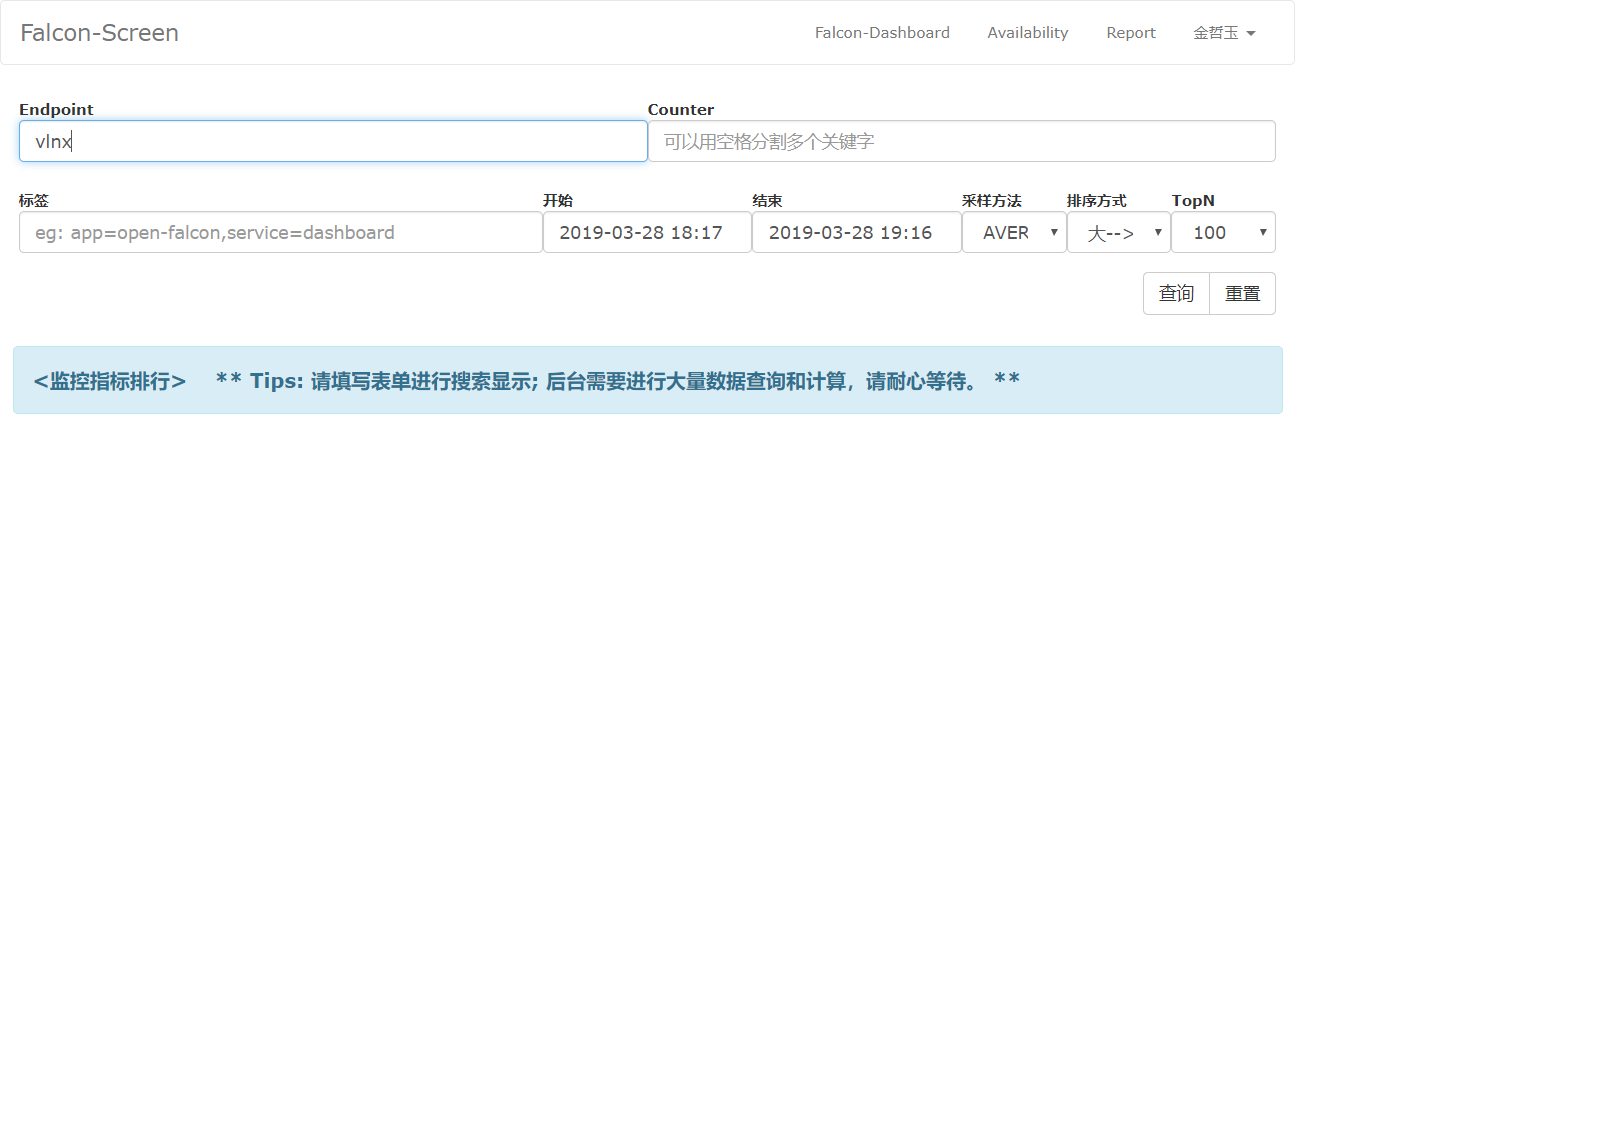 Falcon-Screen Falcon-Dashboard Availability Report 金哲玉
Endpoint Counter
vlnx 可以用空格分割多个关键字
标签 开始 结束 采样方法 排序方式 TopN
eg: app=open-falcon,service=dashboard 2019-03-28 18:17 2019-03-28 19:16 AVER 大--> 100
查询 重置
<监控指标排行> ** Tips: 请填写表单进行搜索显示; 后台需要进行大量数据查询和计算，请耐心等待。 **